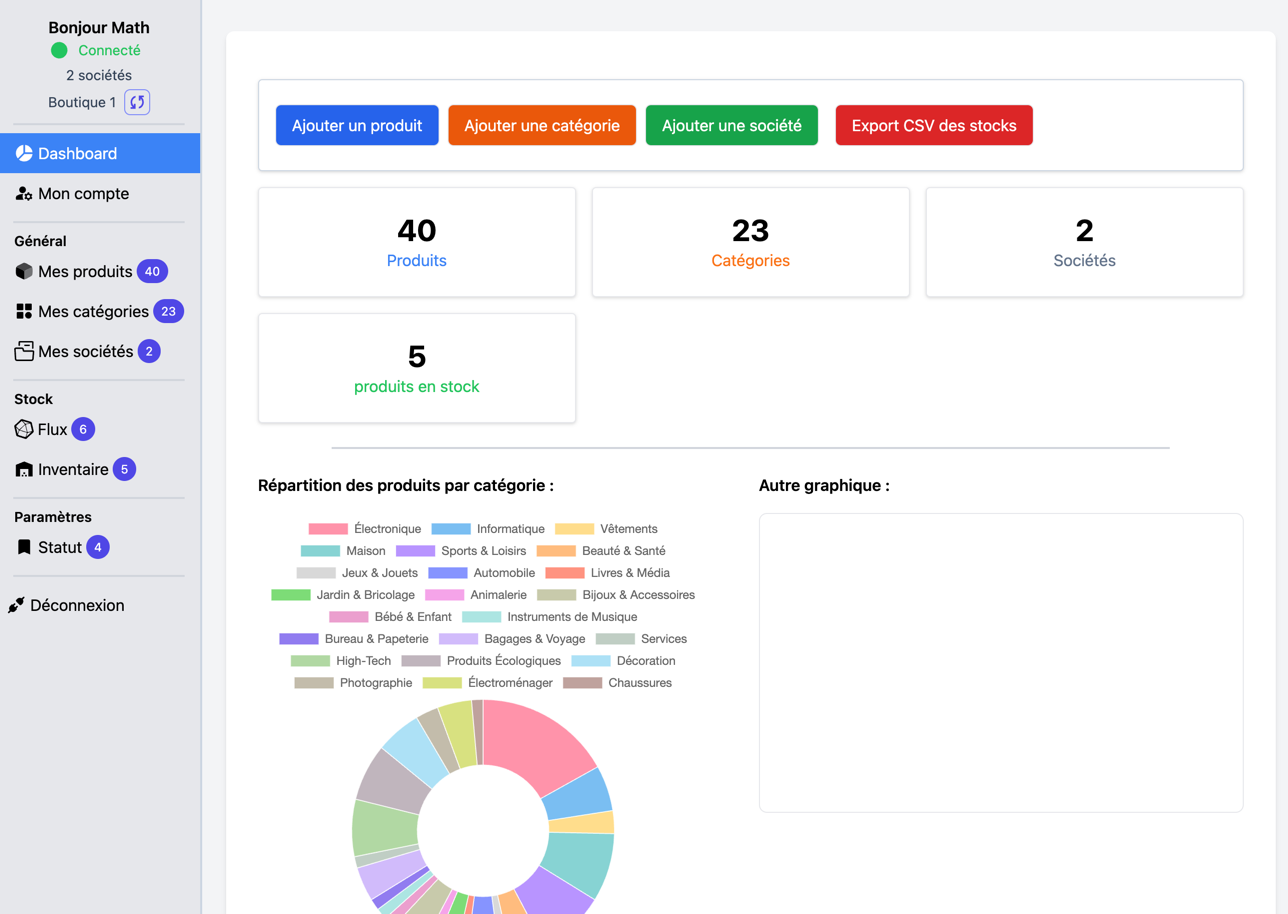 Bonjour Math
Connecté
2 sociétés
Boutique 1
Dashboard
Mon compte
Général
Mes produits 40
Mes catégories 23
Mes sociétés 2
Stock
Flux 6
Inventaire 5
Paramètres
Statut 4
Déconnexion
Ajouter un produit Ajouter une catégorie Ajouter une société Export CSV des stocks
40
Produits
23
Catégories
2
Sociétés
5
produits en stock
Répartition des produits par catégorie :
Électronique Informatique Vêtements
Maison Sports & Loisirs Beauté & Santé
Jeux & Jouets Automobile Livres & Média
Jardin & Bricolage Animalerie Bijoux & Accessoires
Bébé & Enfant Instruments de Musique
Bureau & Papeterie Bagages & Voyage Services
High-Tech Produits Écologiques Décoration
Photographie Électroménager Chaussures
Autre graphique :